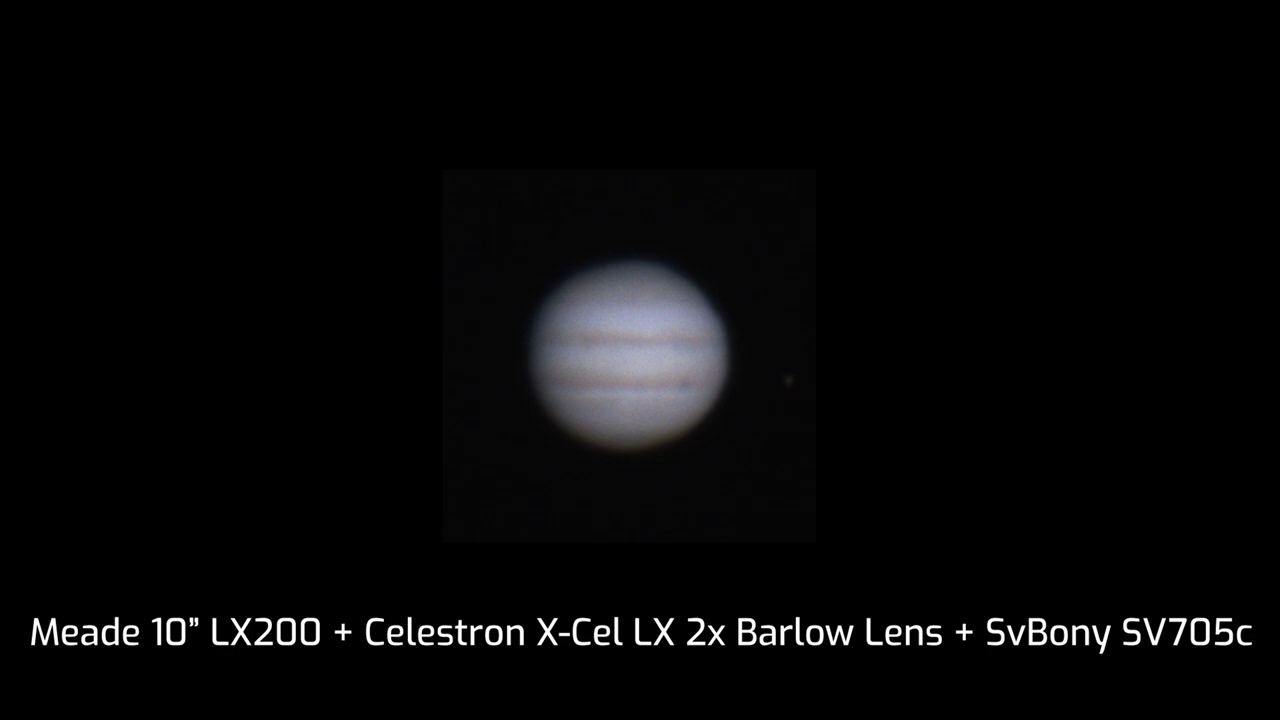 Meade 10” LX200 + Celestron X-Cel LX 2x Barlow Lens + SvBony SV705c